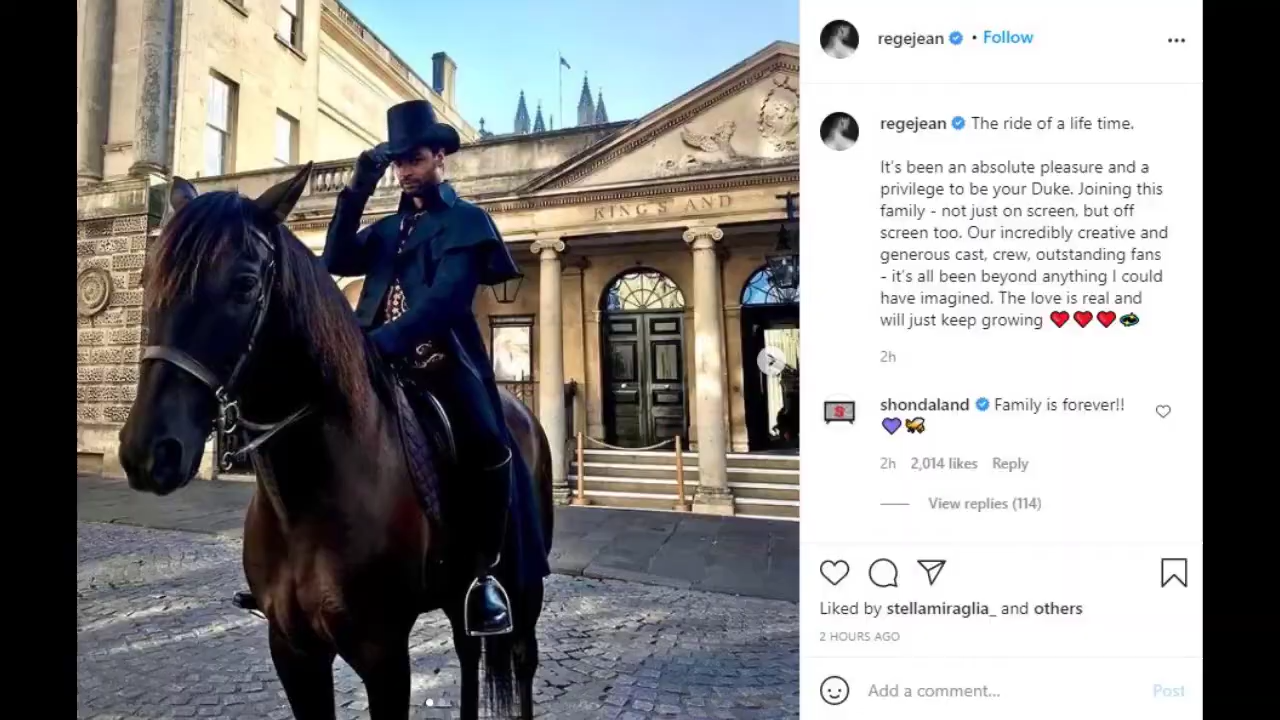 KING'S AND
regejean • Follow
regejean The ride of a life time.
It's been an absolute pleasure and a
privilege to be your Duke. Joining this
family - not just on screen, but off
screen too. Our incredibly creative and
generous cast, crew, outstanding fans
- it's all been beyond anything I could
have imagined. The love is real and
will just keep growing ❤️❤️❤️
2h
shondaland Family is forever!!
💜🐝
2h 2,014 likes Reply
View replies (114)
Liked by stellamiraglia_ and others
2 HOURS AGO
Add a comment... Post